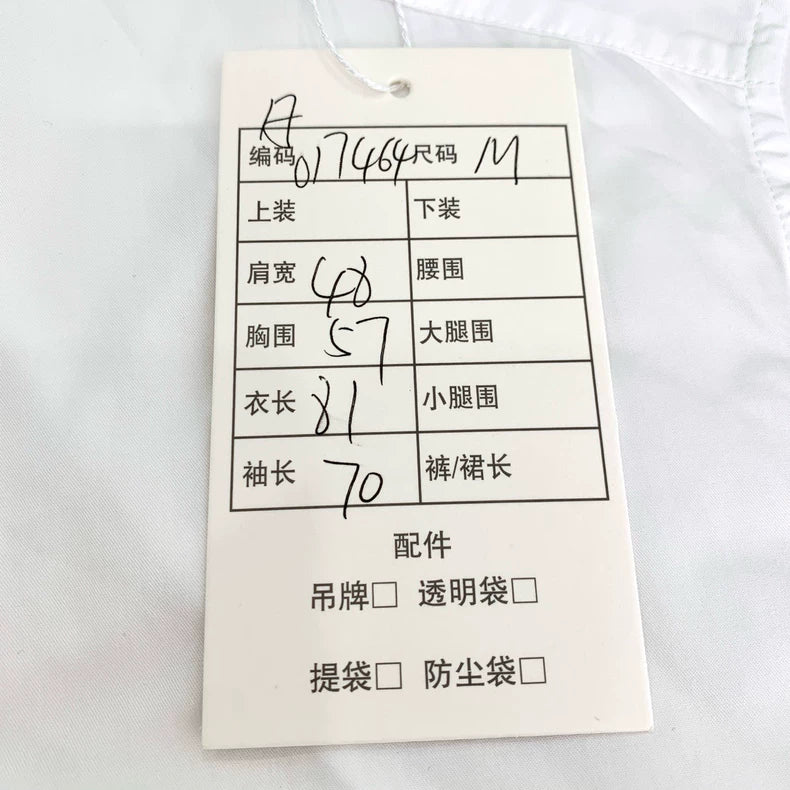 A
编码 017464 尺码 M
上装 下装
肩宽 48 腰围
胸围 57 大腿围
衣长 81 小腿围
袖长 70 裤/裙长
配件
吊牌□ 透明袋□
提袋□ 防尘袋□